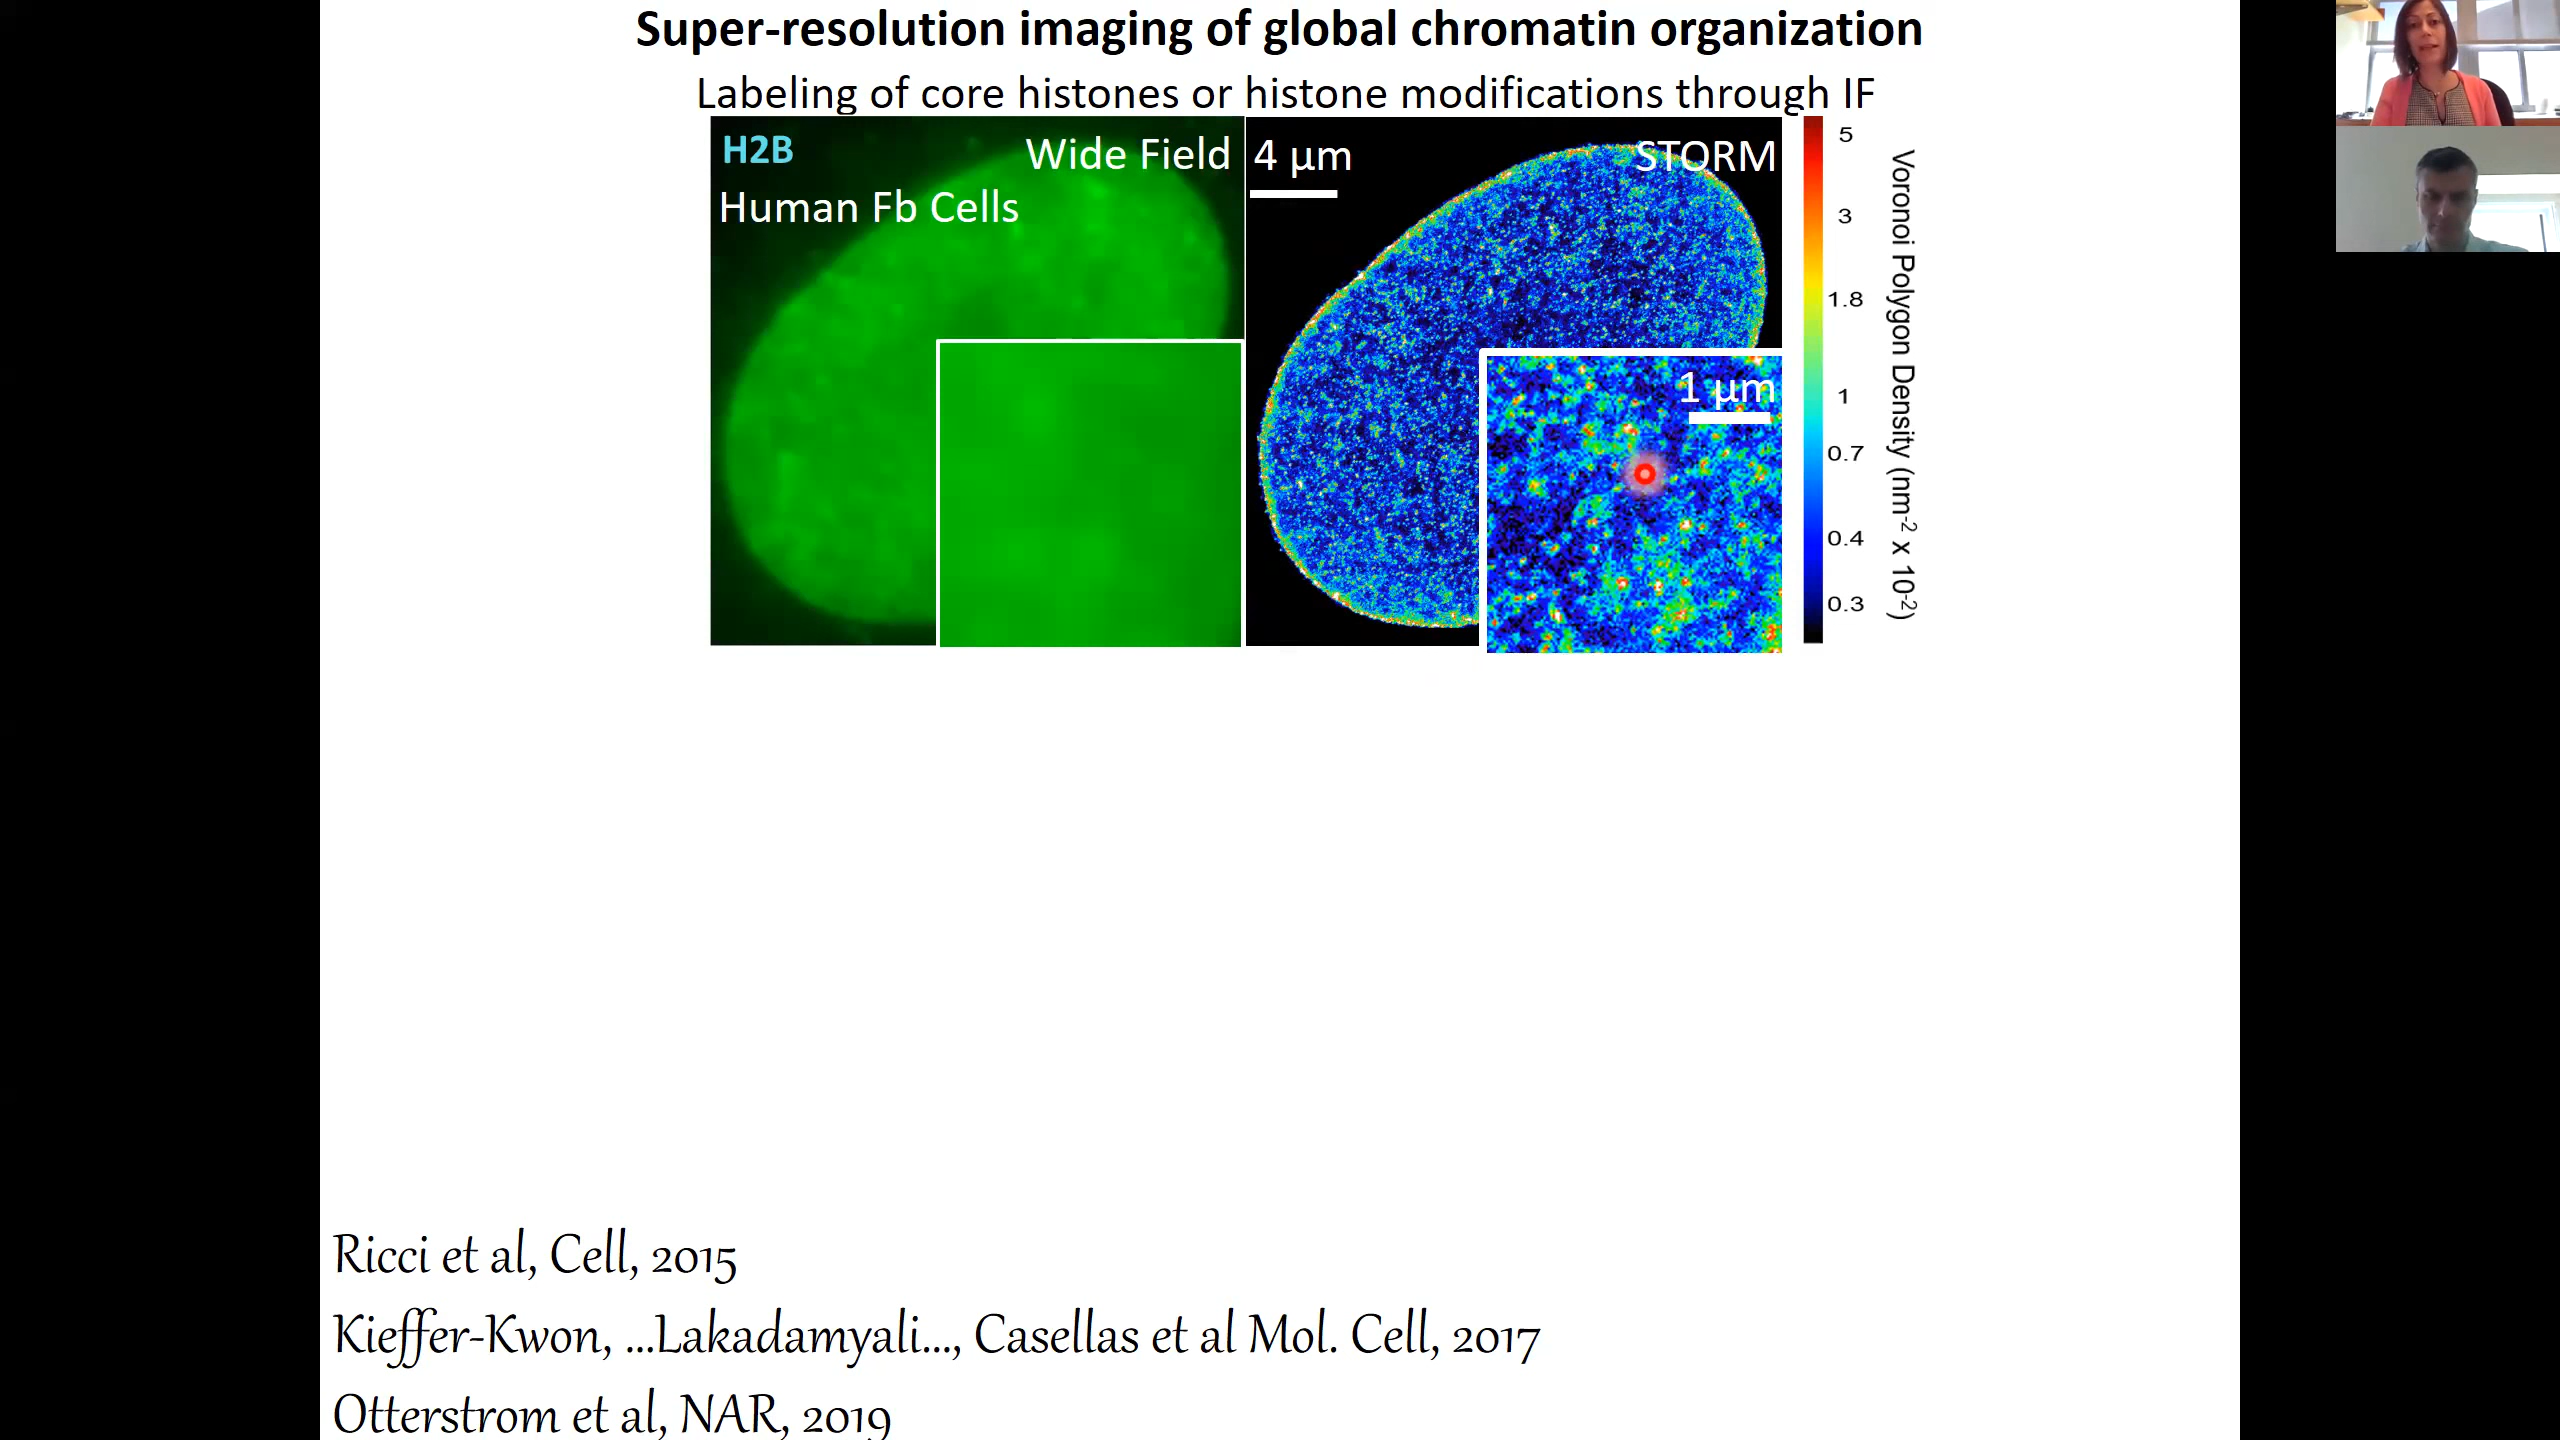 Super-resolution imaging of global chromatin organization
Labeling of core histones or histone modifications through IF
H2B
Wide Field
Human Fb Cells
4 µm
STORM
1 µm
5
3
1.8
1
0.7
0.4
0.3
Voronoi Polygon Density (nm-2 x 10-2)
Ricci et al, Cell, 2015
Kieffer-Kwon, ...Lakadamyali..., Casellas et al Mol. Cell, 2017
Otterstrom et al, NAR, 2019